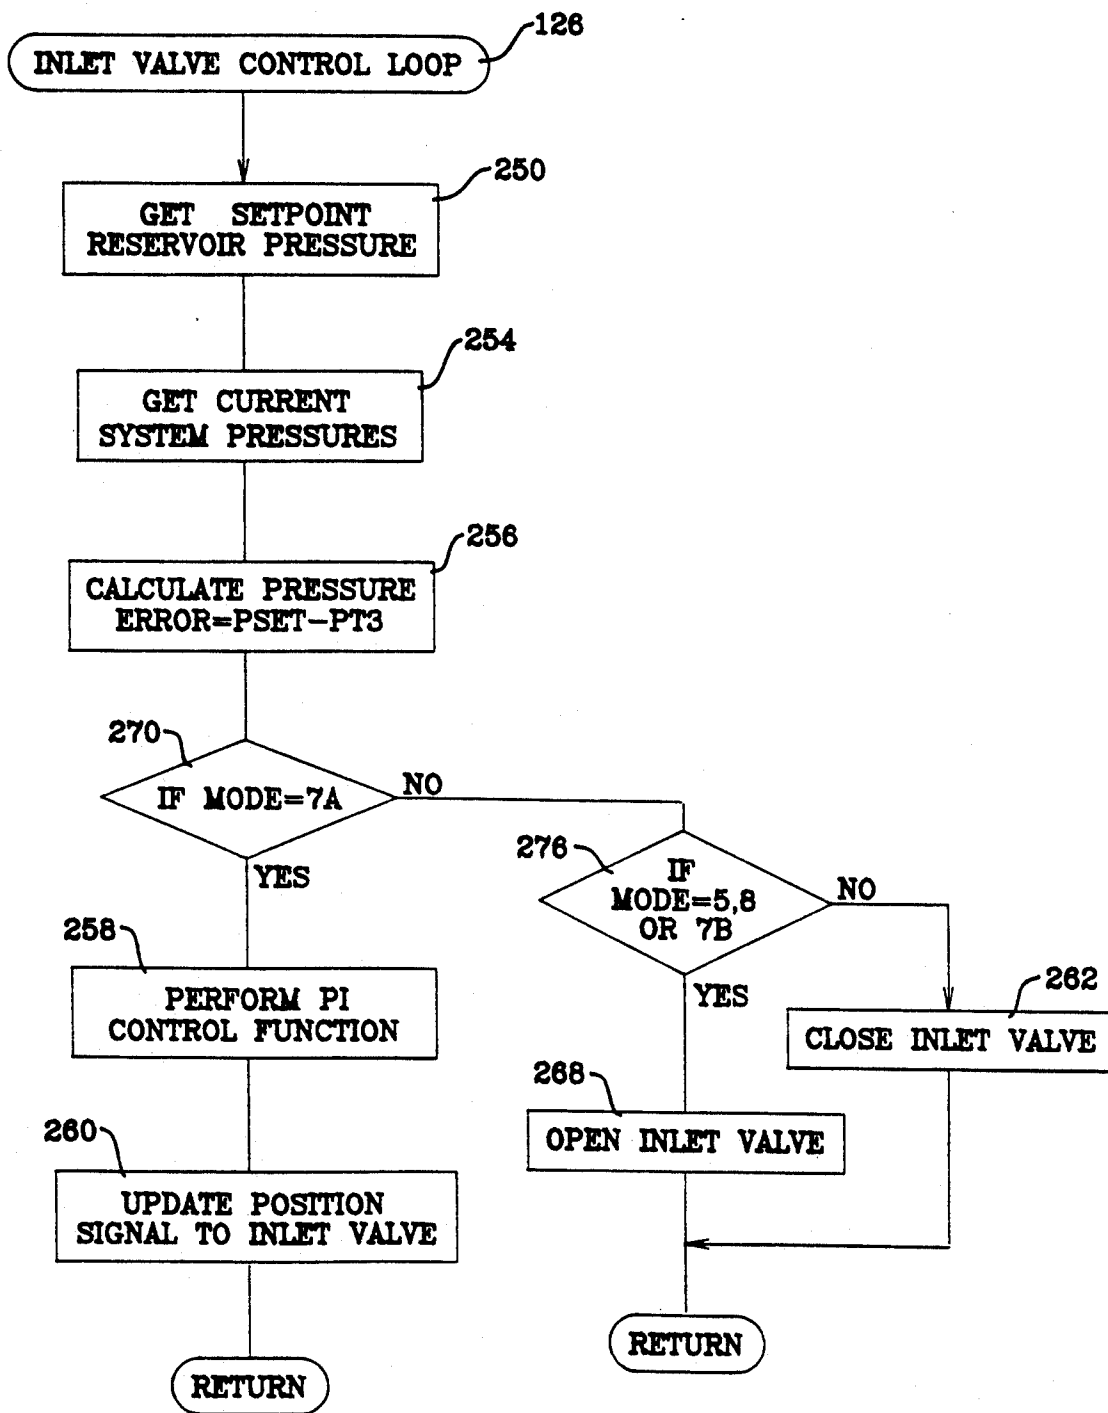 126
INLET VALVE CONTROL LOOP
250
GET SETPOINT
RESERVOIR PRESSURE
254
GET CURRENT
SYSTEM PRESSURES
256
CALCULATE PRESSURE
ERROR=PSET-PT3
270
IF MODE=7A
NO
YES
276
IF
MODE=5,8
OR 7B
NO
YES
258
PERFORM PI
CONTROL FUNCTION
262
CLOSE INLET VALVE
268
OPEN INLET VALVE
260
UPDATE POSITION
SIGNAL TO INLET VALVE
RETURN
RETURN